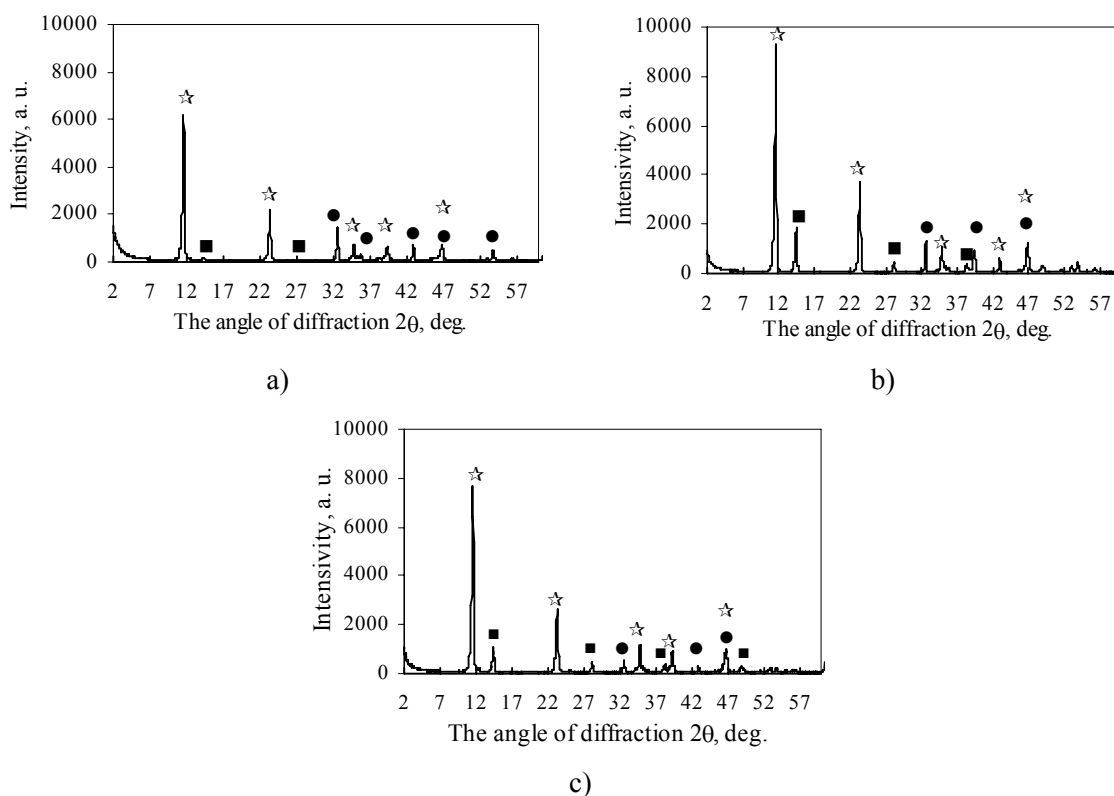 10000
8000
6000
4000
2000
0
Intensity, a. u.
2 7 12 17 22 27 32 37 42 47 52 57
The angle of diffraction 2θ, deg.
a)
10000
8000
6000
4000
2000
0
Intensivity, a. u.
2 7 12 17 22 27 32 37 42 47 52 57
The angle of diffraction 2θ, deg.
b)
10000
8000
6000
4000
2000
0
Intensivity, a. u.
2 7 12 17 22 27 32 37 42 47 52 57
The angle of diffraction 2θ, deg.
c)